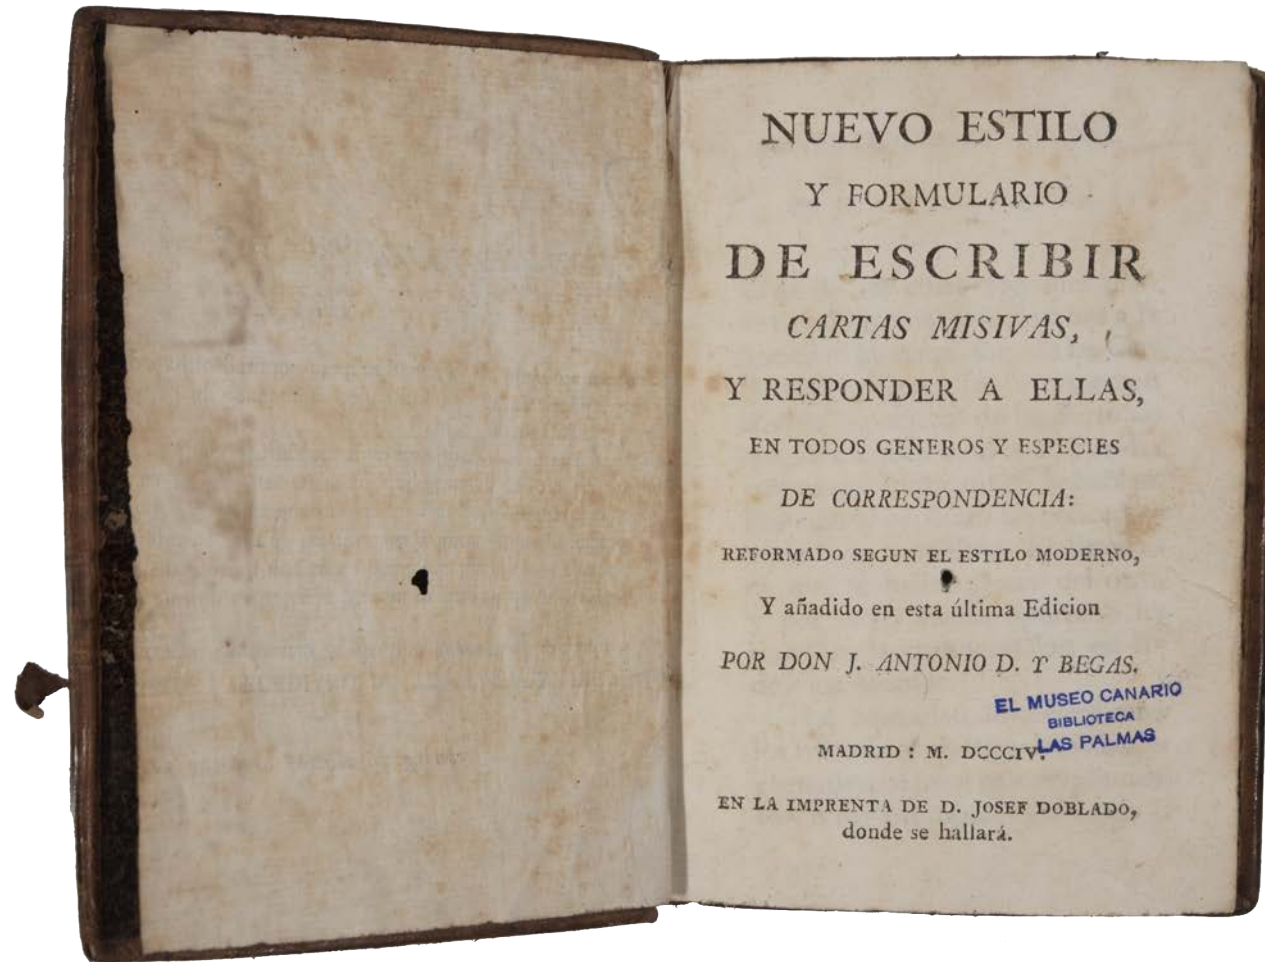 NUEVO ESTILO
Y FORMULARIO
DE ESCRIBIR
CARTAS MISIVAS,
Y RESPONDER A ELLAS,
EN TODOS GENEROS Y ESPECIES
DE CORRESPONDENCIA:
REFORMADO SEGUN EL ESTILO MODERNO,
Y añadido en esta última Edicion
POR DON J. ANTONIO D. Y BEGAS.
EL MUSEO CANARIO
BIBLIOTECA
LAS PALMAS
MADRID : M. DCCCIV.
EN LA IMPRENTA DE D. JOSEF DOBLADO,
donde se hallará.